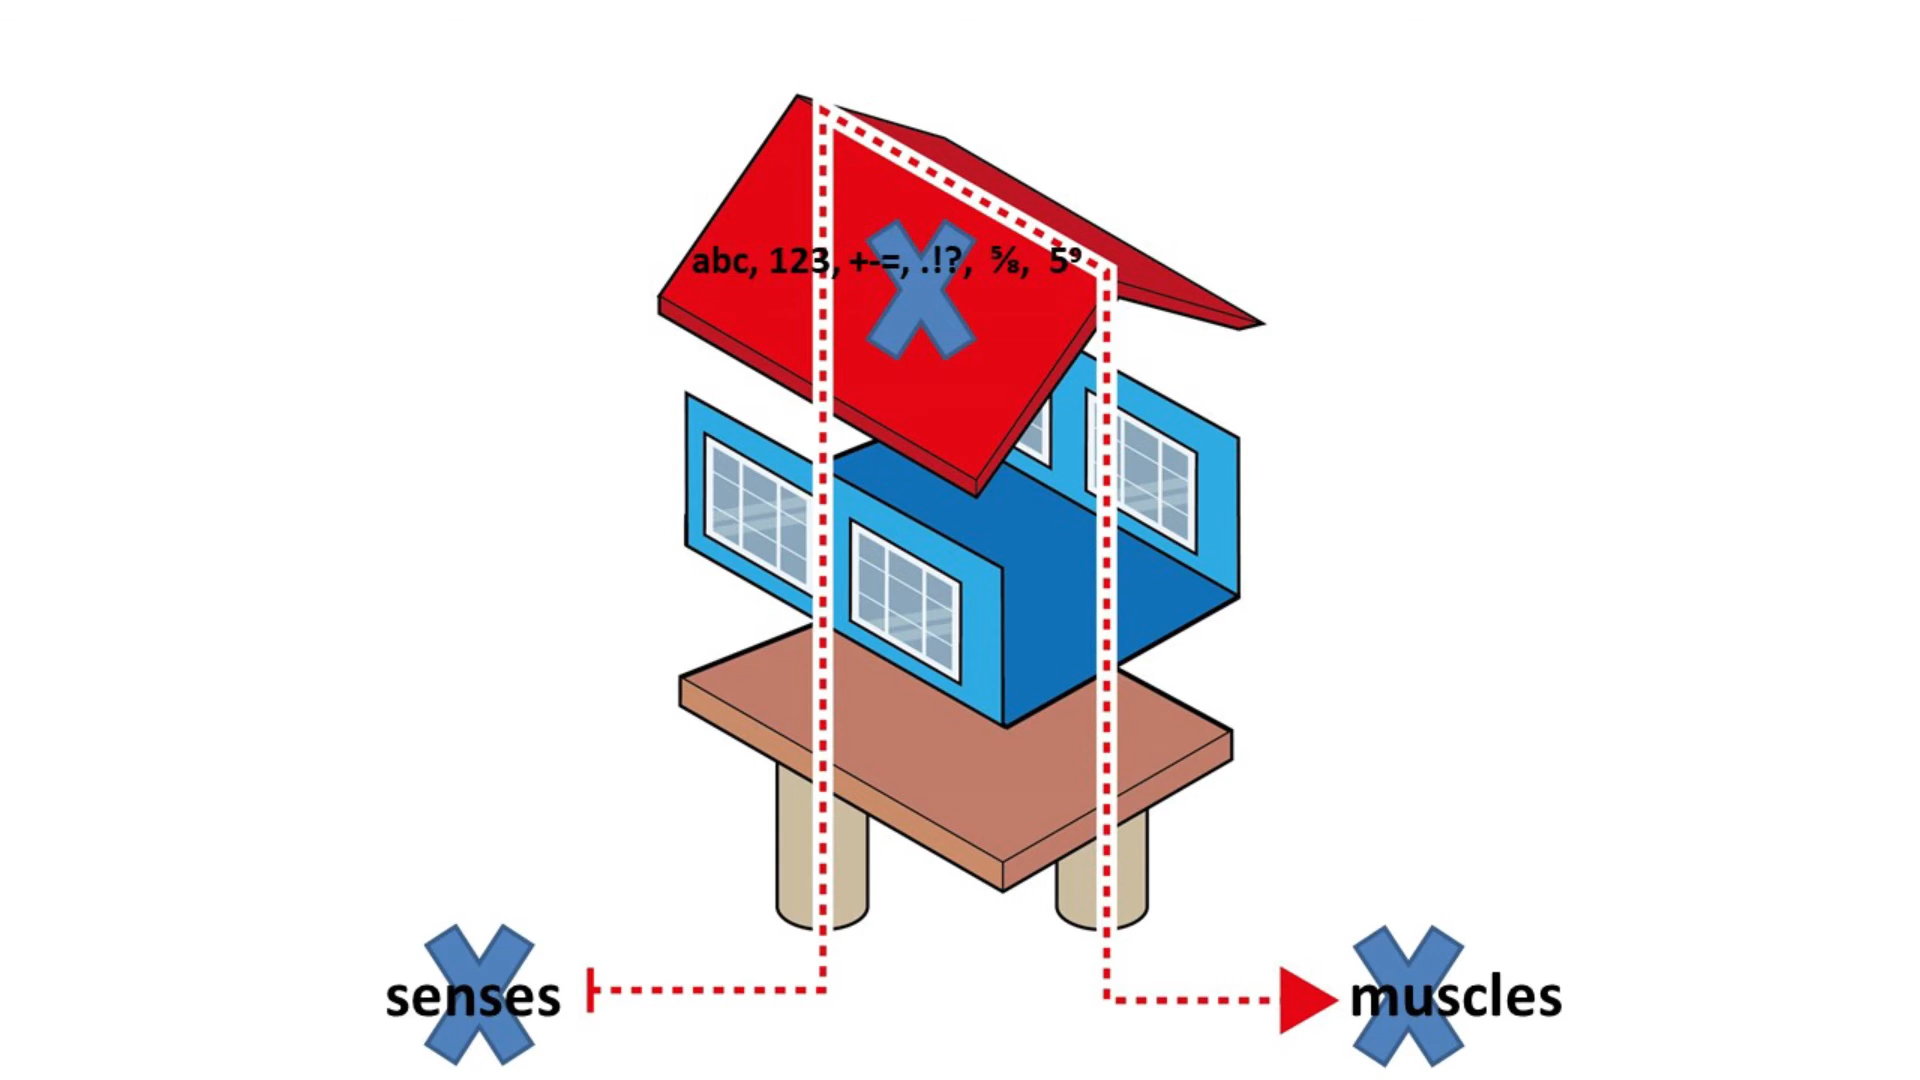 abc, 123, +-=, .!?, ⅝, 5⁹
senses
muscles